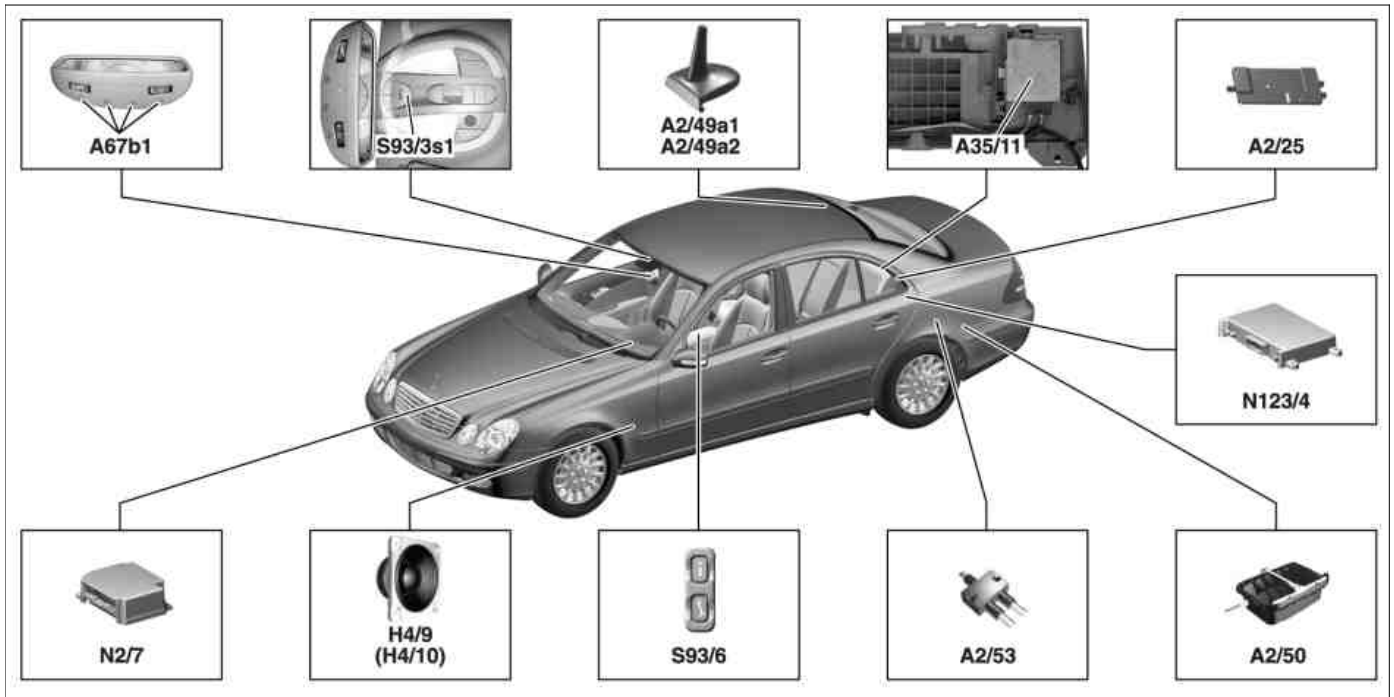 A67b1
S93/3s1
A2/49a1
A2/49a2
A35/11
A2/25
N123/4
N2/7
H4/9
(H4/10)
S93/6
A2/53
A2/50